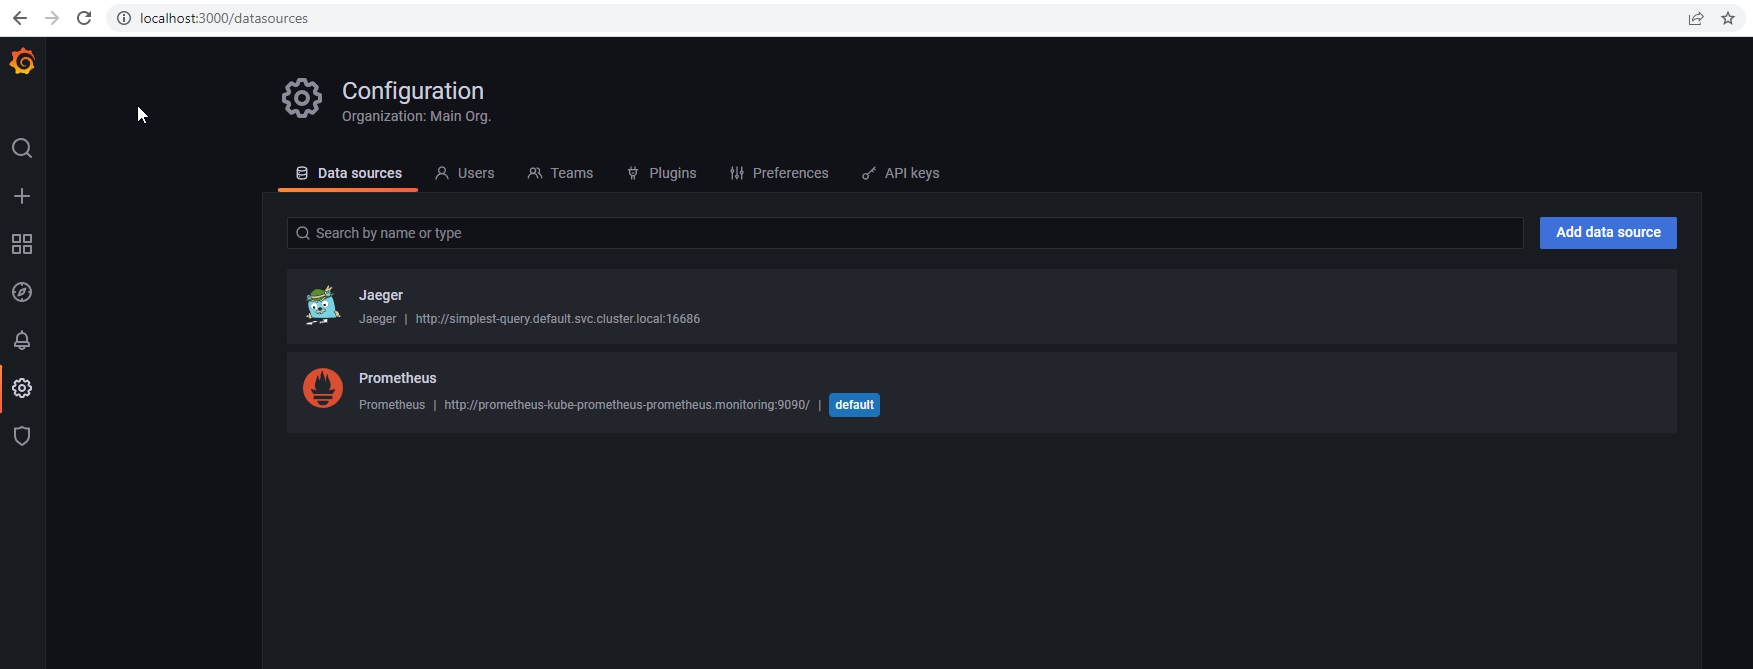 localhost:3000/datasources
Configuration
Organization: Main Org.
Data sources Users Teams Plugins Preferences API keys
Search by name or type Add data source
Jaeger
Jaeger | http://simplest-query.default.svc.cluster.local:16686
Prometheus
Prometheus | http://prometheus-kube-prometheus-prometheus.monitoring:9090/ | default